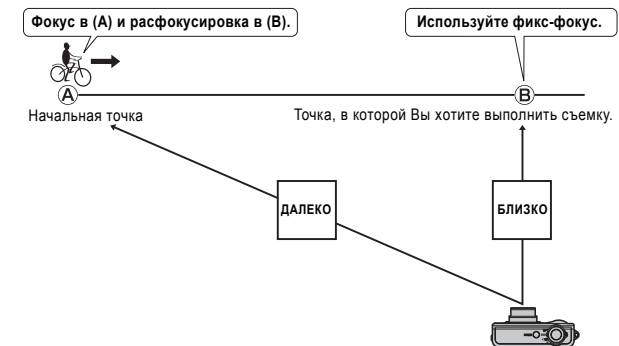 Фокус в (A) и расфокусировка в (B).
Используйте фикс-фокус.
A
B
Начальная точка
Точка, в которой Вы хотите выполнить съемку.
ДАЛЕКО
БЛИЗКО